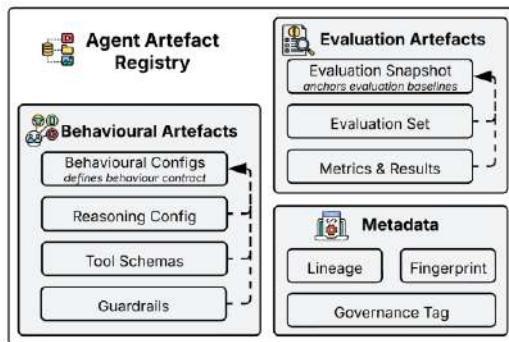 Agent Artefact
Registry
Behavioural Artefacts
Behavioural Configs
defines behaviour contract
Reasoning Config
Tool Schemas
Guardrails
Evaluation Artefacts
Evaluation Snapshot
anchors evaluation baselines
Evaluation Set
Metrics & Results
Metadata
Lineage
Fingerprint
Governance Tag